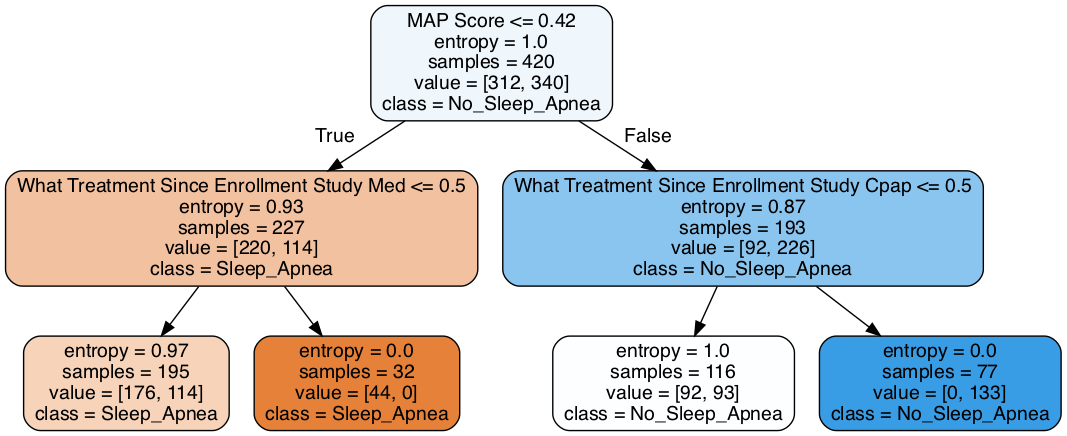 MAP Score <= 0.42
entropy = 1.0
samples = 420
value = [312, 340]
class = No_Sleep_Apnea
True
False
What Treatment Since Enrollment Study Med <= 0.5
entropy = 0.93
samples = 227
value = [220, 114]
class = Sleep_Apnea
What Treatment Since Enrollment Study Cpap <= 0.5
entropy = 0.87
samples = 193
value = [92, 226]
class = No_Sleep_Apnea
entropy = 0.97
samples = 195
value = [176, 114]
class = Sleep_Apnea
entropy = 0.0
samples = 32
value = [44, 0]
class = Sleep_Apnea
entropy = 1.0
samples = 116
value = [92, 93]
class = No_Sleep_Apnea
entropy = 0.0
samples = 77
value = [0, 133]
class = No_Sleep_Apnea